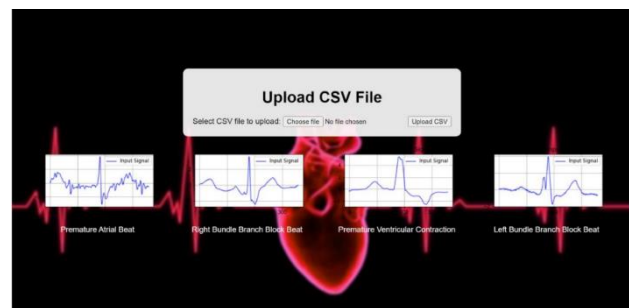 Upload CSV File
Select CSV file to upload: Choose file No file chosen Upload CSV
Input Signal
Input Signal
Input Signal
Input Signal
Premature Atrial Beat
Right Bundle Branch Block Beat
Premature Ventricular Contraction
Left Bundle Branch Block Beat